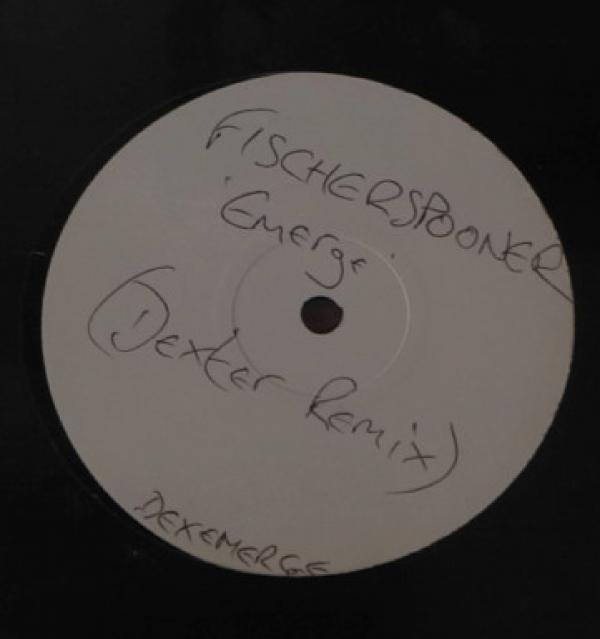 FISCHERSPOONER
'Emerge'
(Dexter Remix)
DEXEMERGE